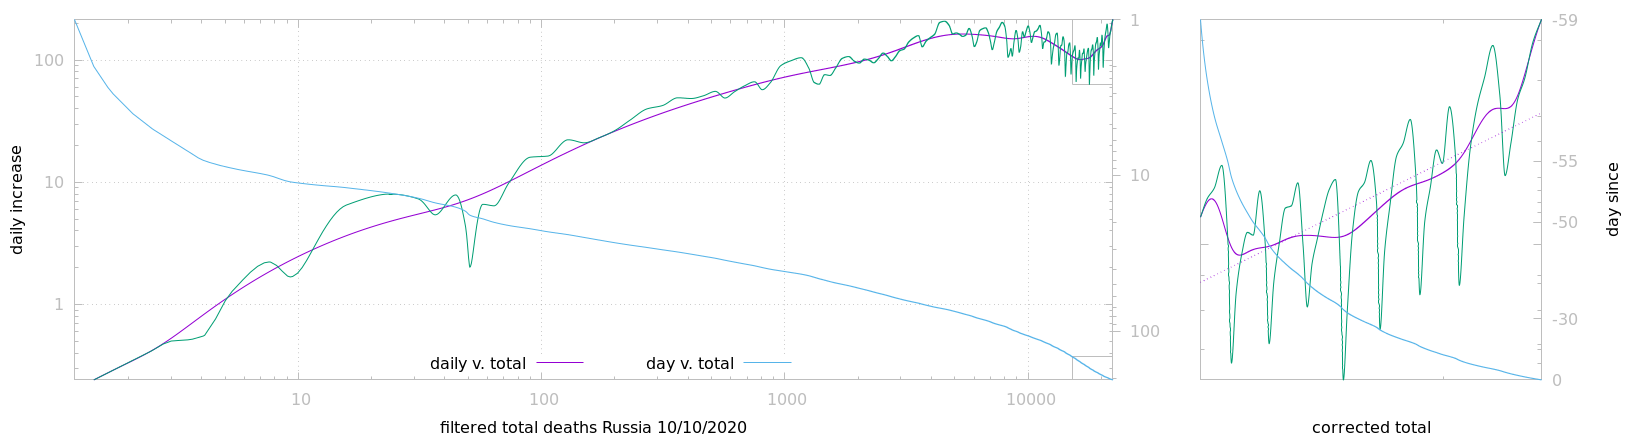 daily increase
100
10
1
daily v. total
day v. total
10
100
1000
10000
filtered total deaths Russia 10/10/2020
1
10
100
-59
-55
-50
-30
0
day since
corrected total